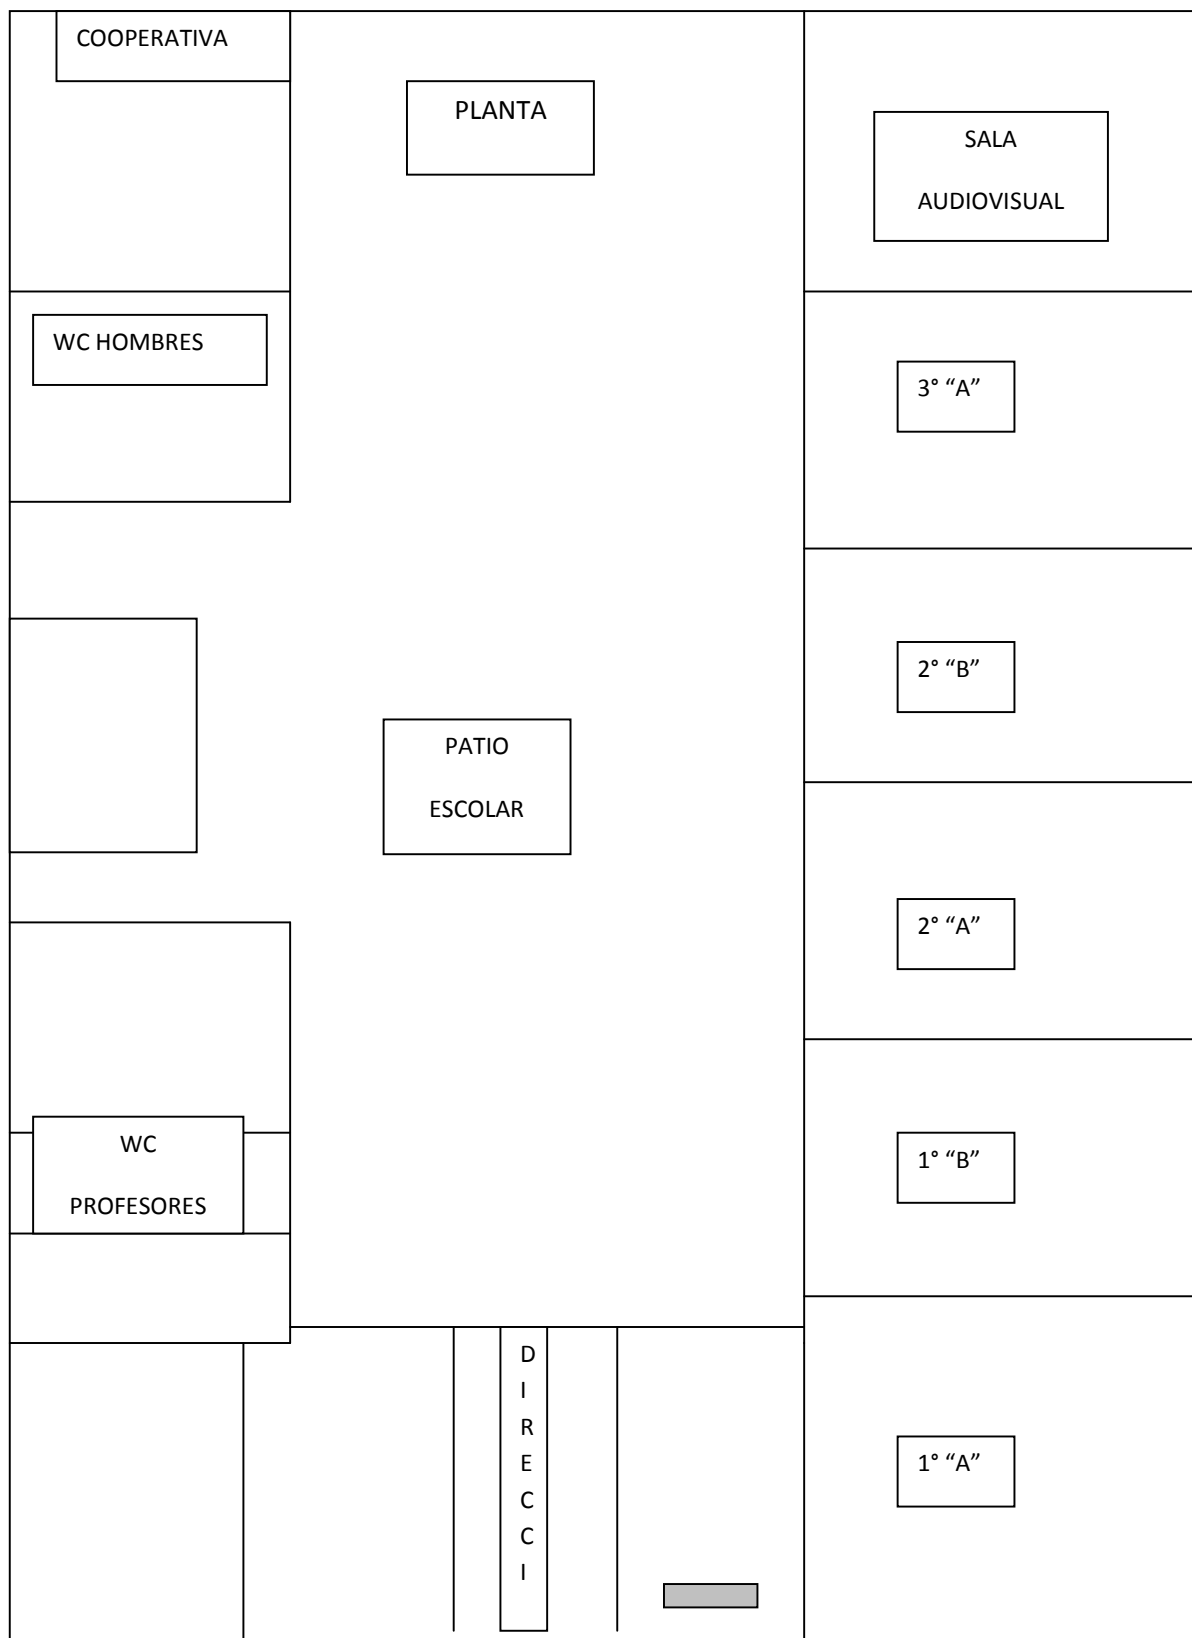 COOPERATIVA
PLANTA
SALA
AUDIOVISUAL
WC HOMBRES
3° “A”
2° “B”
PATIO
ESCOLAR
2° “A”
WC
PROFESORES
1° “B”
D
I
R
E
C
C
I
1° “A”